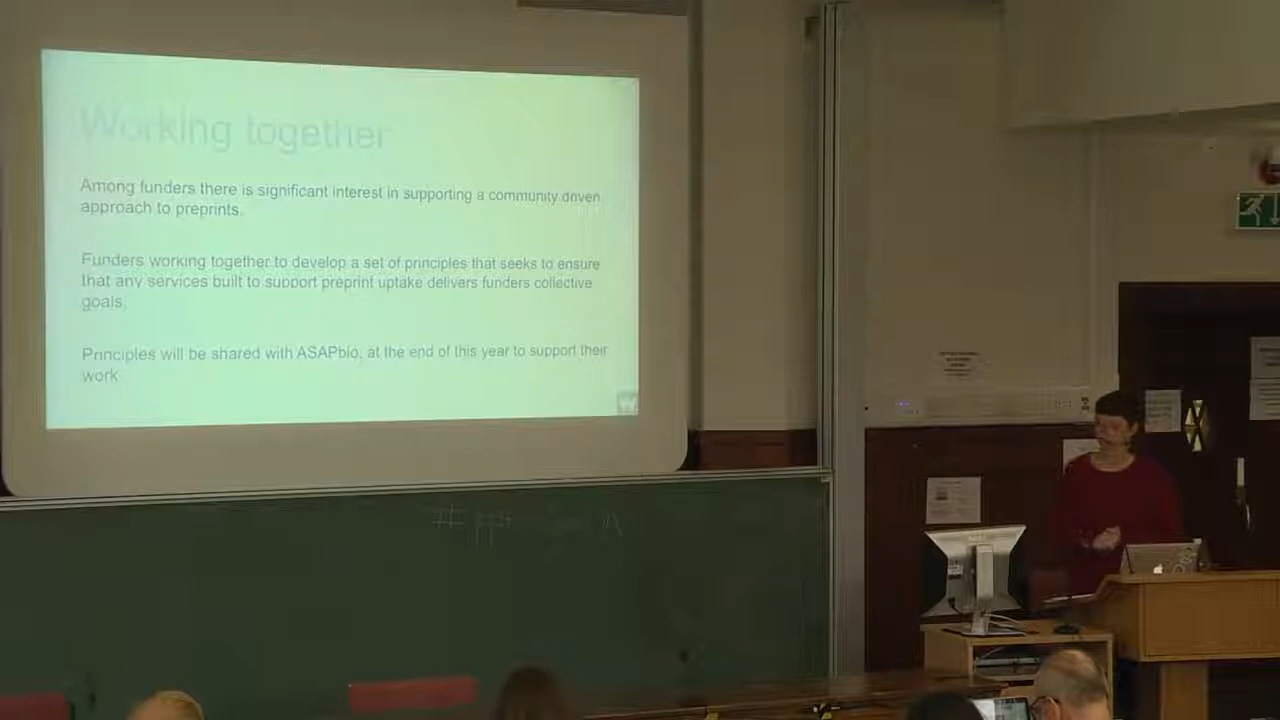 Working together
Among funders there is significant interest in supporting a community driven
approach to preprints.
Funders working together to develop a set of principles that seeks to ensure
that any services built to support preprint uptake delivers funders collective
goals.
Principles will be shared with ASAPbio, at the end of this year to support their
work